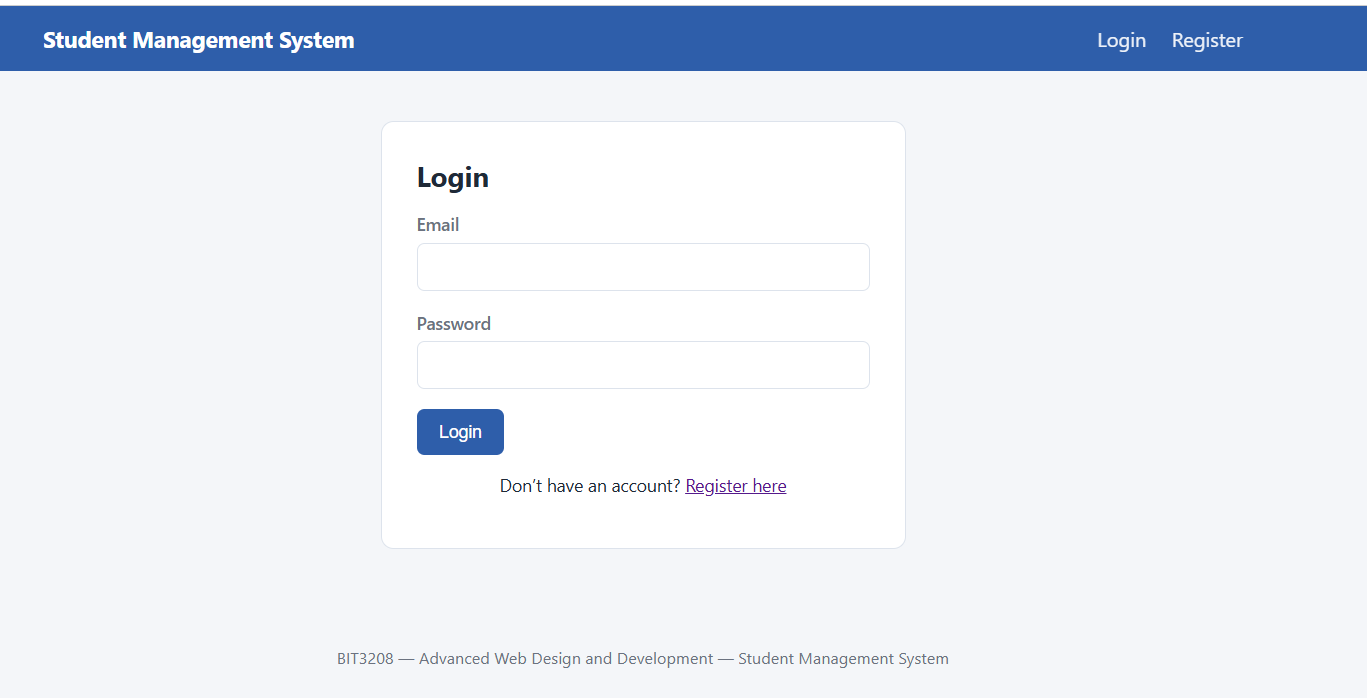 Student Management System Login Register
Login
Email
Password
Login
Don't have an account? Register here
BIT3208 — Advanced Web Design and Development — Student Management System